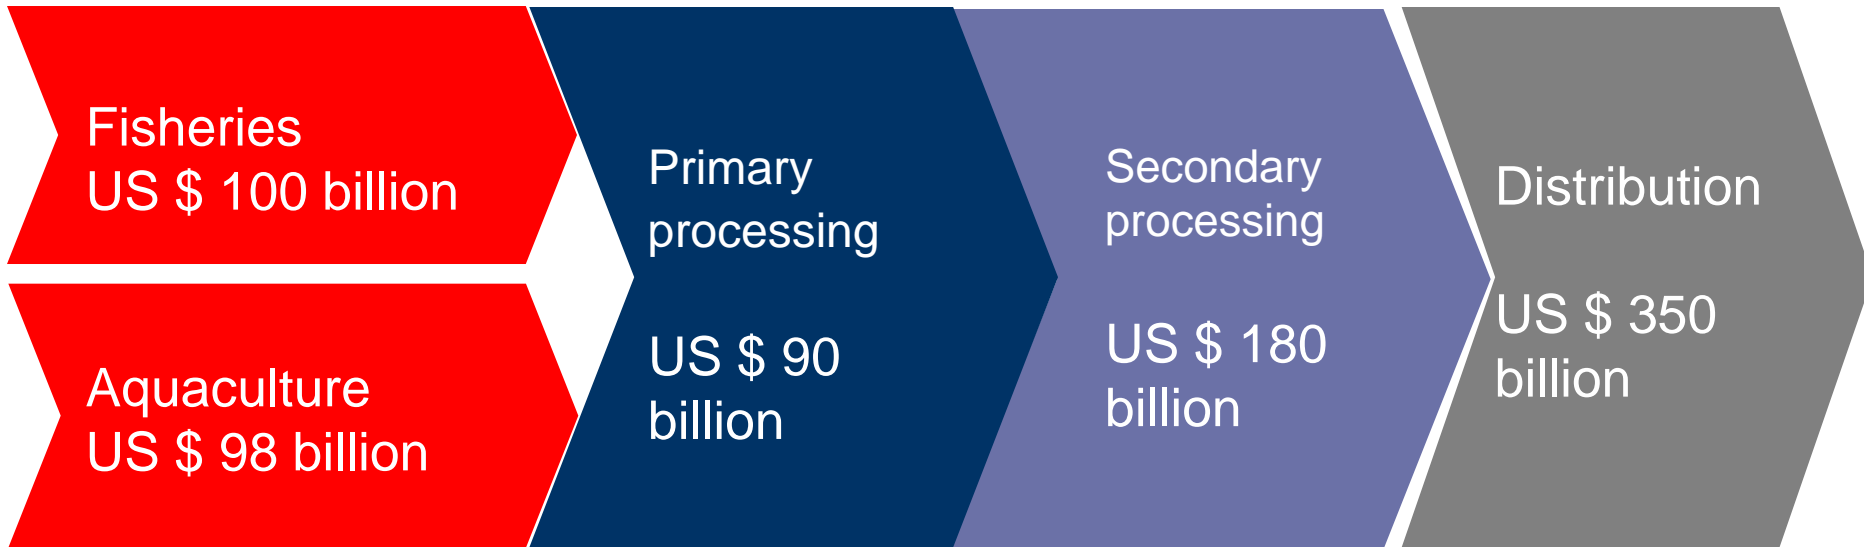 Fisheries
US $ 100 billion
Aquaculture
US $ 98 billion
Primary
processing
US $ 90
billion
Secondary
processing
US $ 180
billion
Distribution
US $ 350
billion